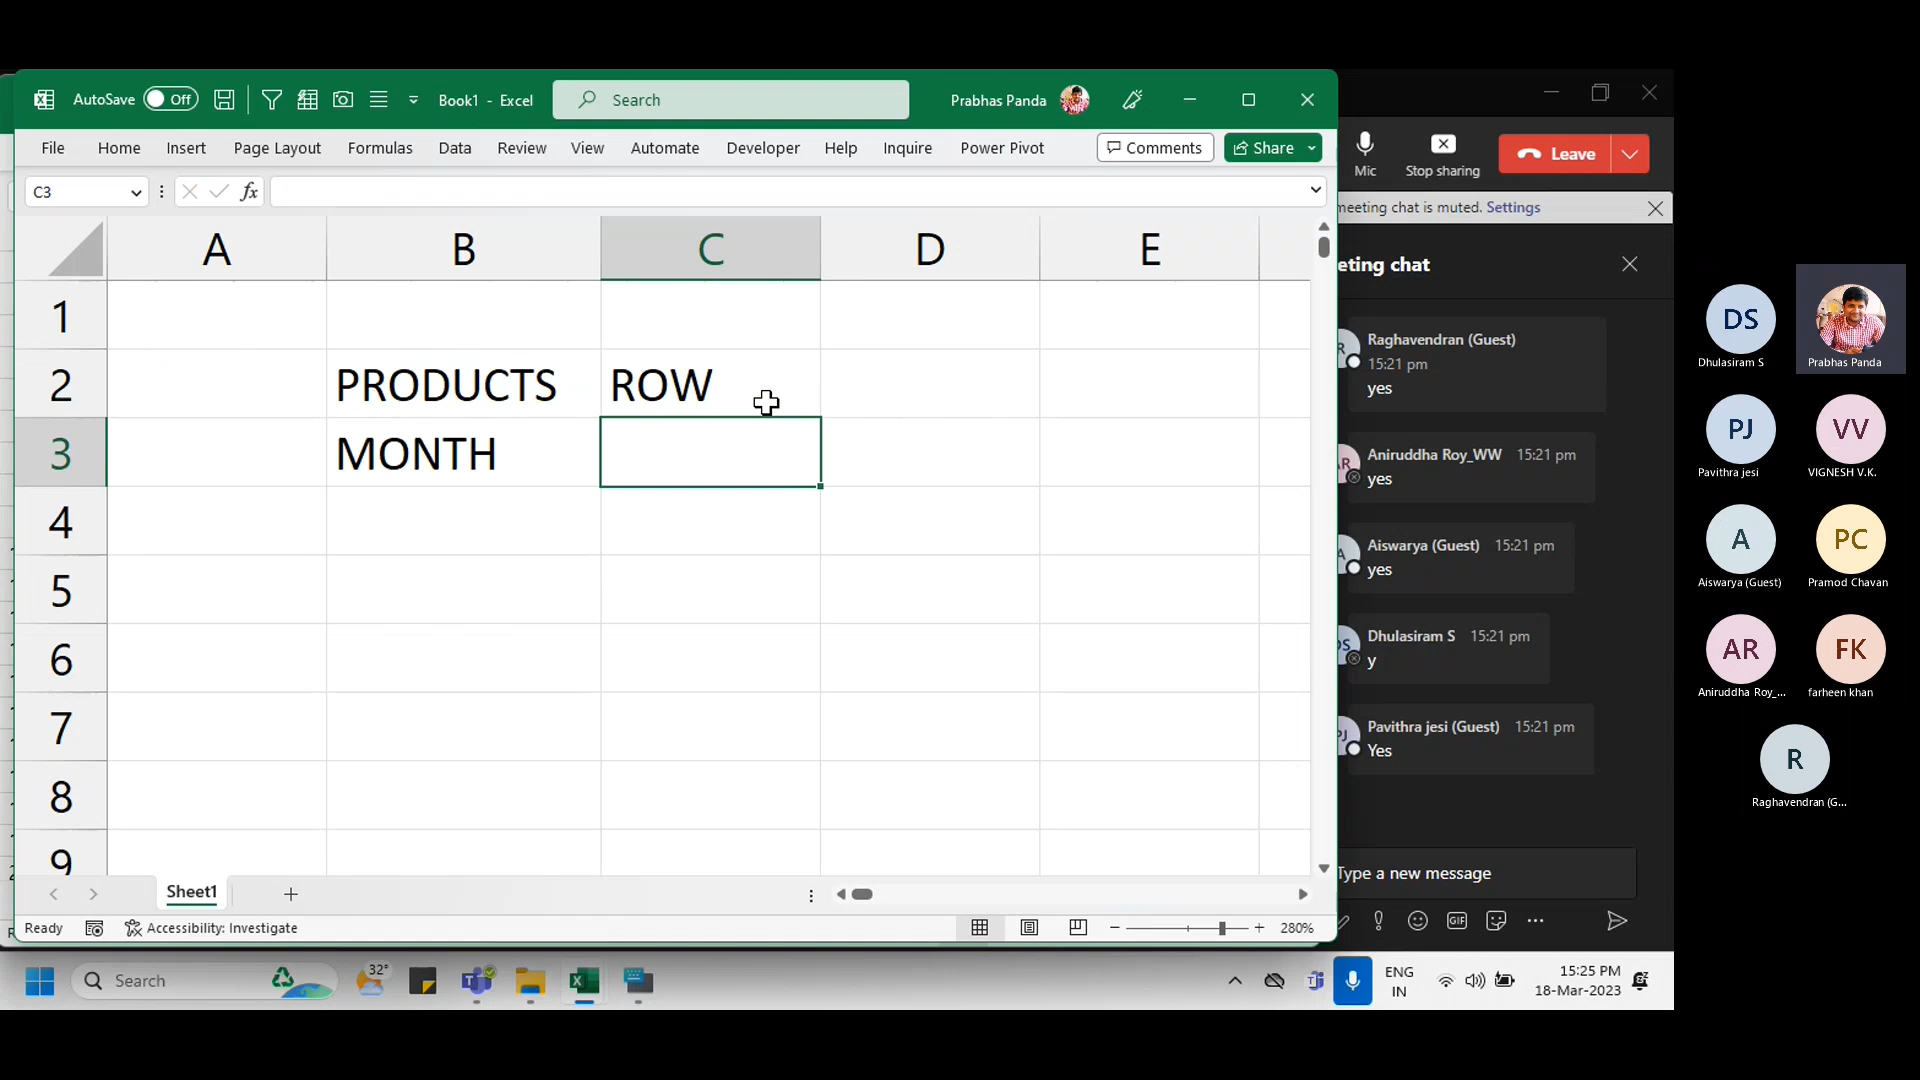 AutoSave Off Book1 - Excel Search Prabhas Panda
File Home Insert Page Layout Formulas Data Review View Automate Developer Help Inquire Power Pivot Comments Share
C3 fx
A B C D E
1
2 PRODUCTS ROW
3 MONTH
4
5
6
7
8
9
Sheet1
Ready Accessibility: Investigate 280%
Mic Stop sharing Leave
meeting chat is muted. Settings
eting chat
Raghavendran (Guest)
15:21 pm
yes
Aniruddha Roy_WW 15:21 pm
yes
Aiswarya (Guest) 15:21 pm
yes
Dhulasiram S 15:21 pm
y
Pavithra jesi (Guest) 15:21 pm
Yes
Type a new message
GIF
DS
Dhulasiram S Prabhas Panda
PJ VV
Pavithra jesi VIGNESH V.K.
A PC
Aiswarya (Guest) Pramod Chavan
AR FK
Aniruddha Roy_... farheen khan
R
Raghavendran (G...
Search 32°
ENG
IN
15:25 PM
18-Mar-2023